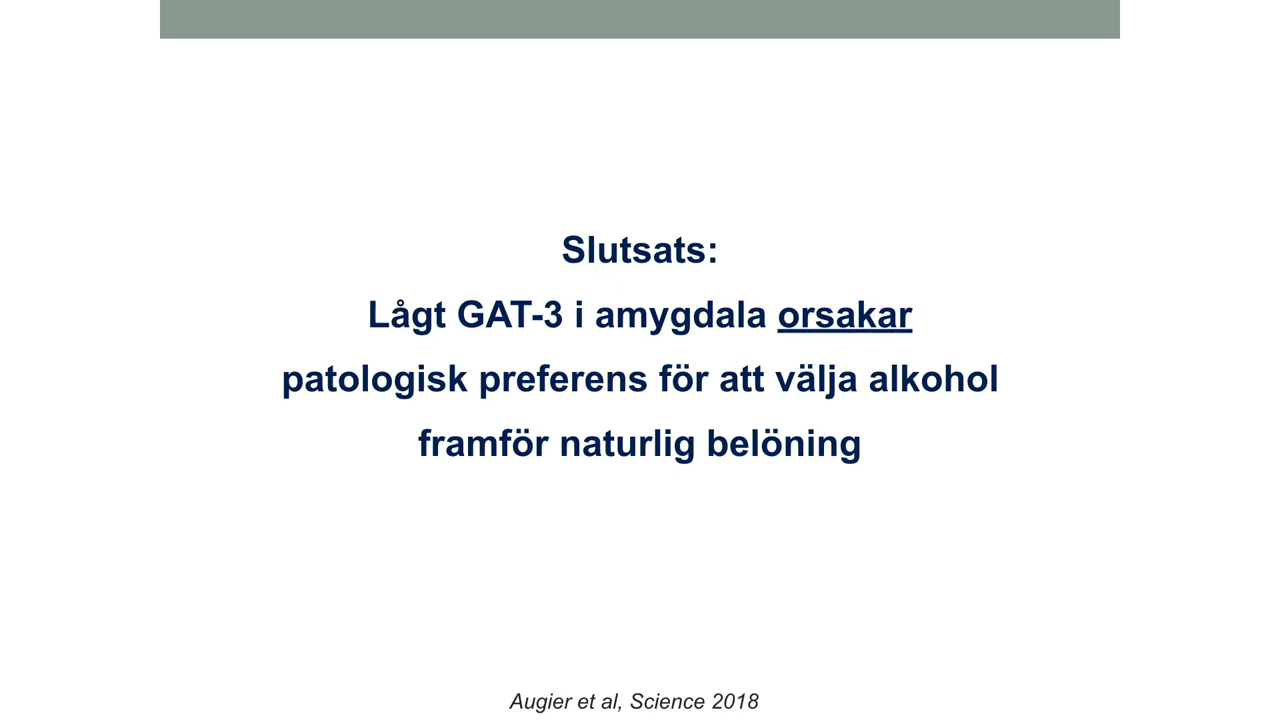 Slutsats:
Lågt GAT-3 i amygdala orsakar
patologisk preferens för att välja alkohol
framför naturlig belöning
Augier et al, Science 2018